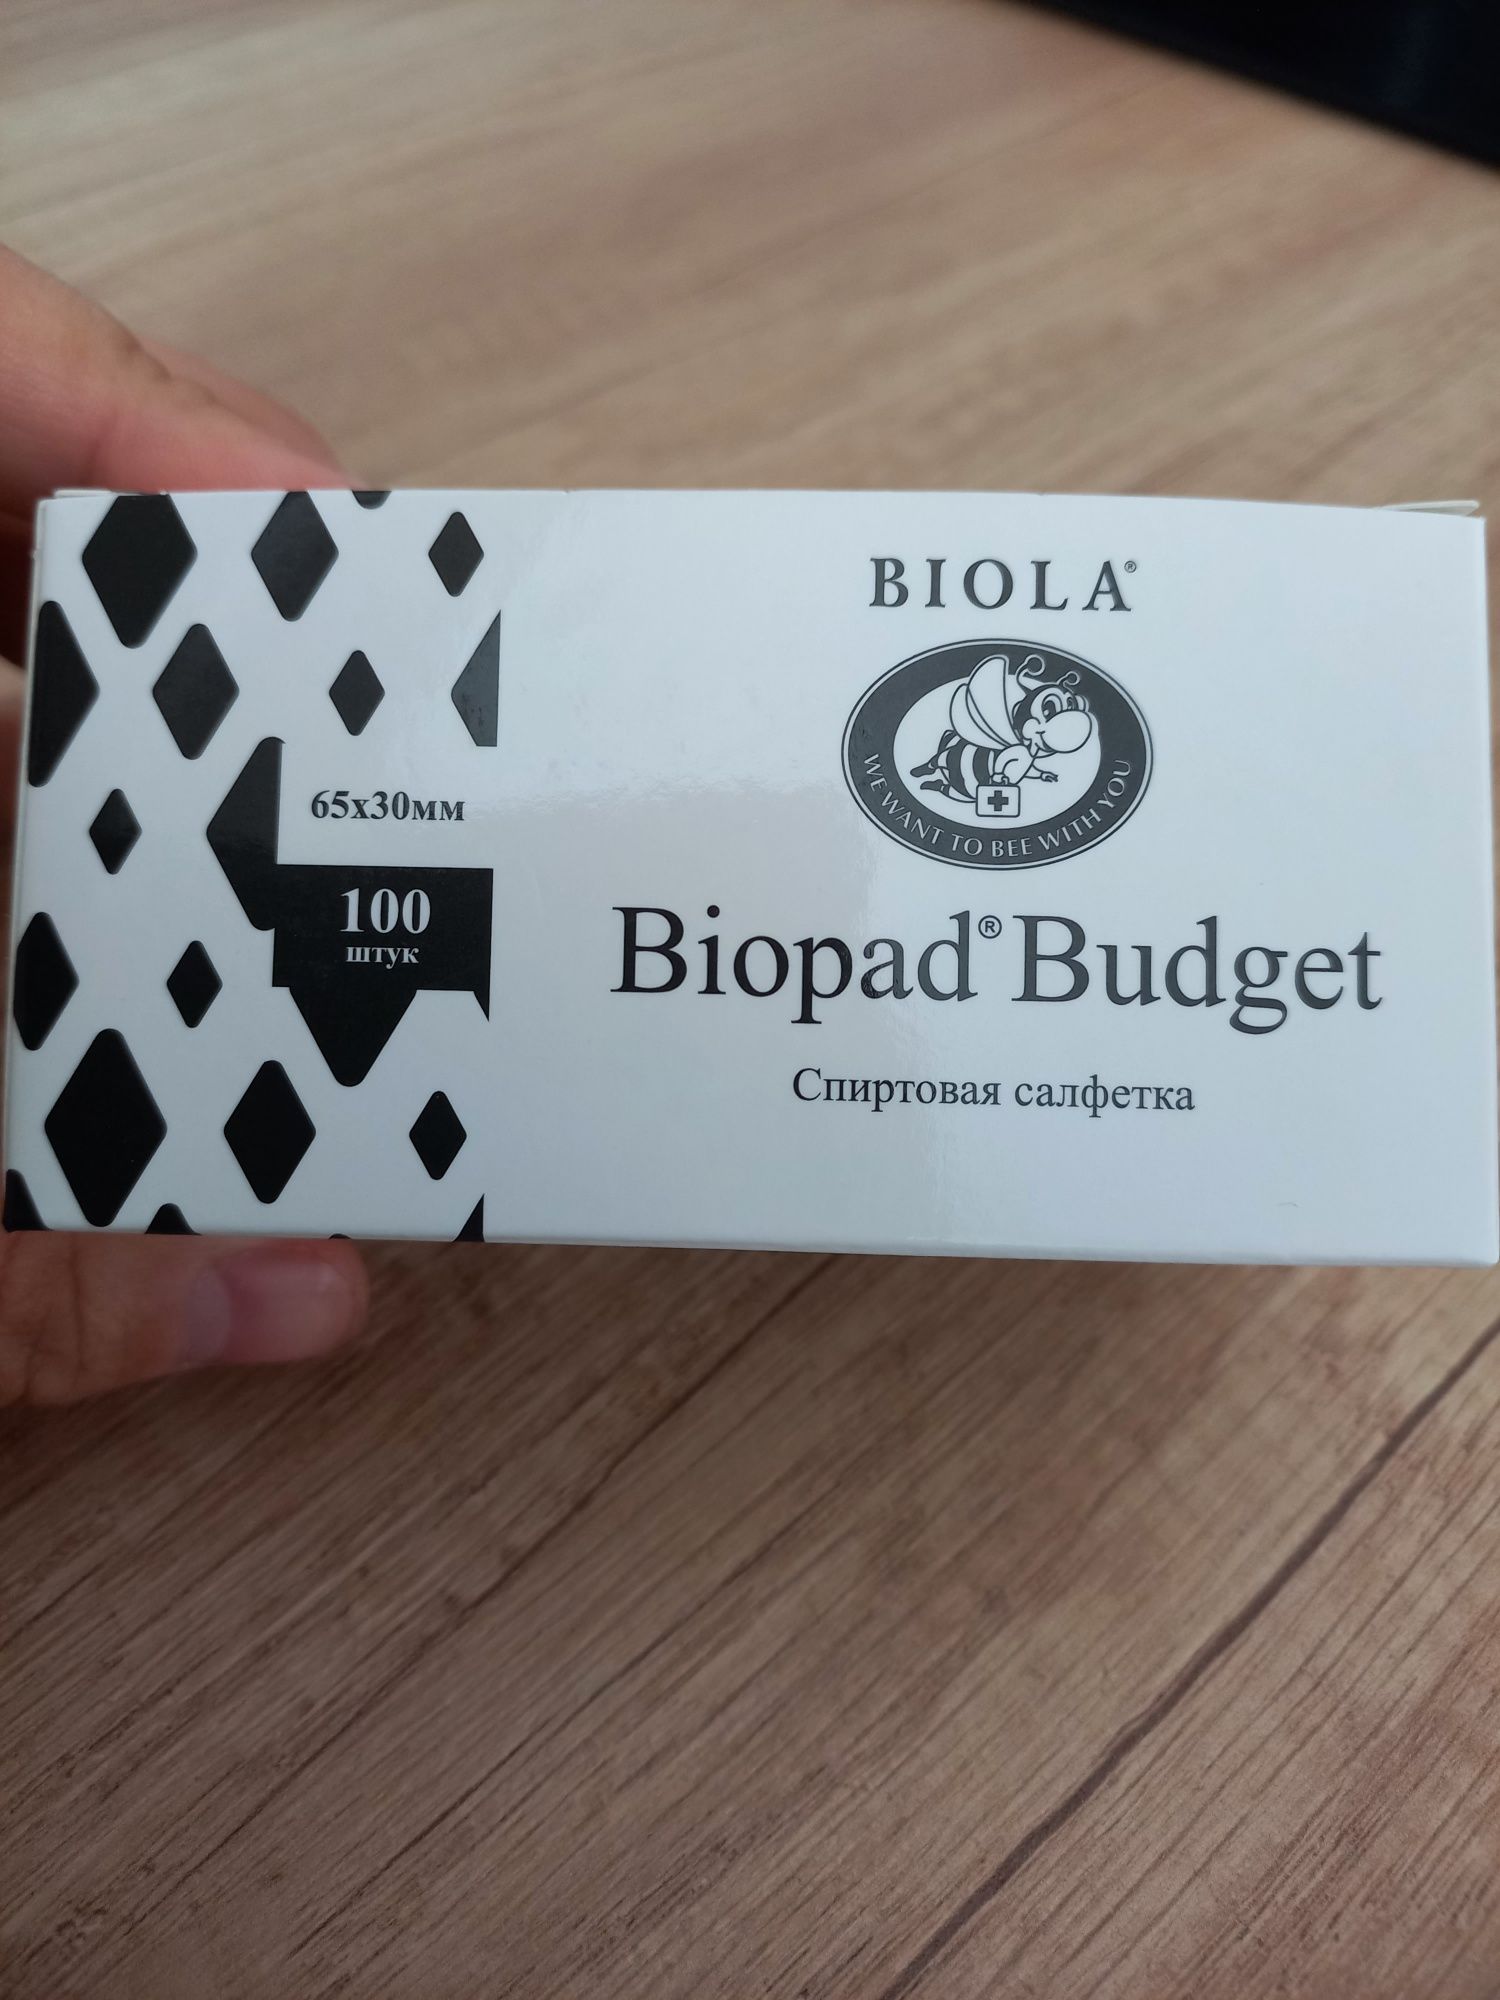 BIOLA®
WE WANT TO BEE WITH YOU
65x30мм
100
штук
Biopad® Budget
Спиртовая салфетка